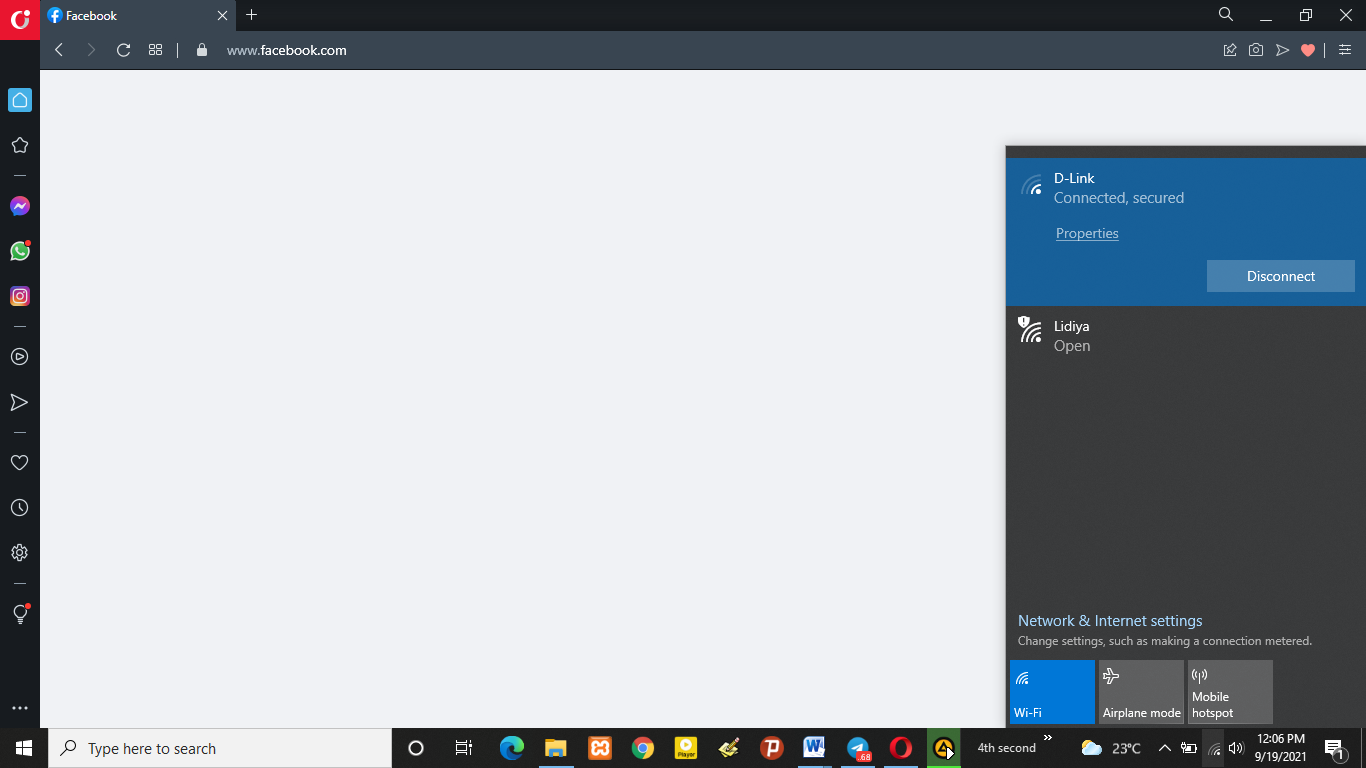 Facebook
www.facebook.com
D-Link
Connected, secured
Properties
Disconnect
Lidiya
Open
Network & Internet settings
Change settings, such as making a connection metered.
Wi-Fi
Airplane mode
Mobile
hotspot
Type here to search
Player
W
.68
4th second
23°C
12:06 PM
9/19/2021
1